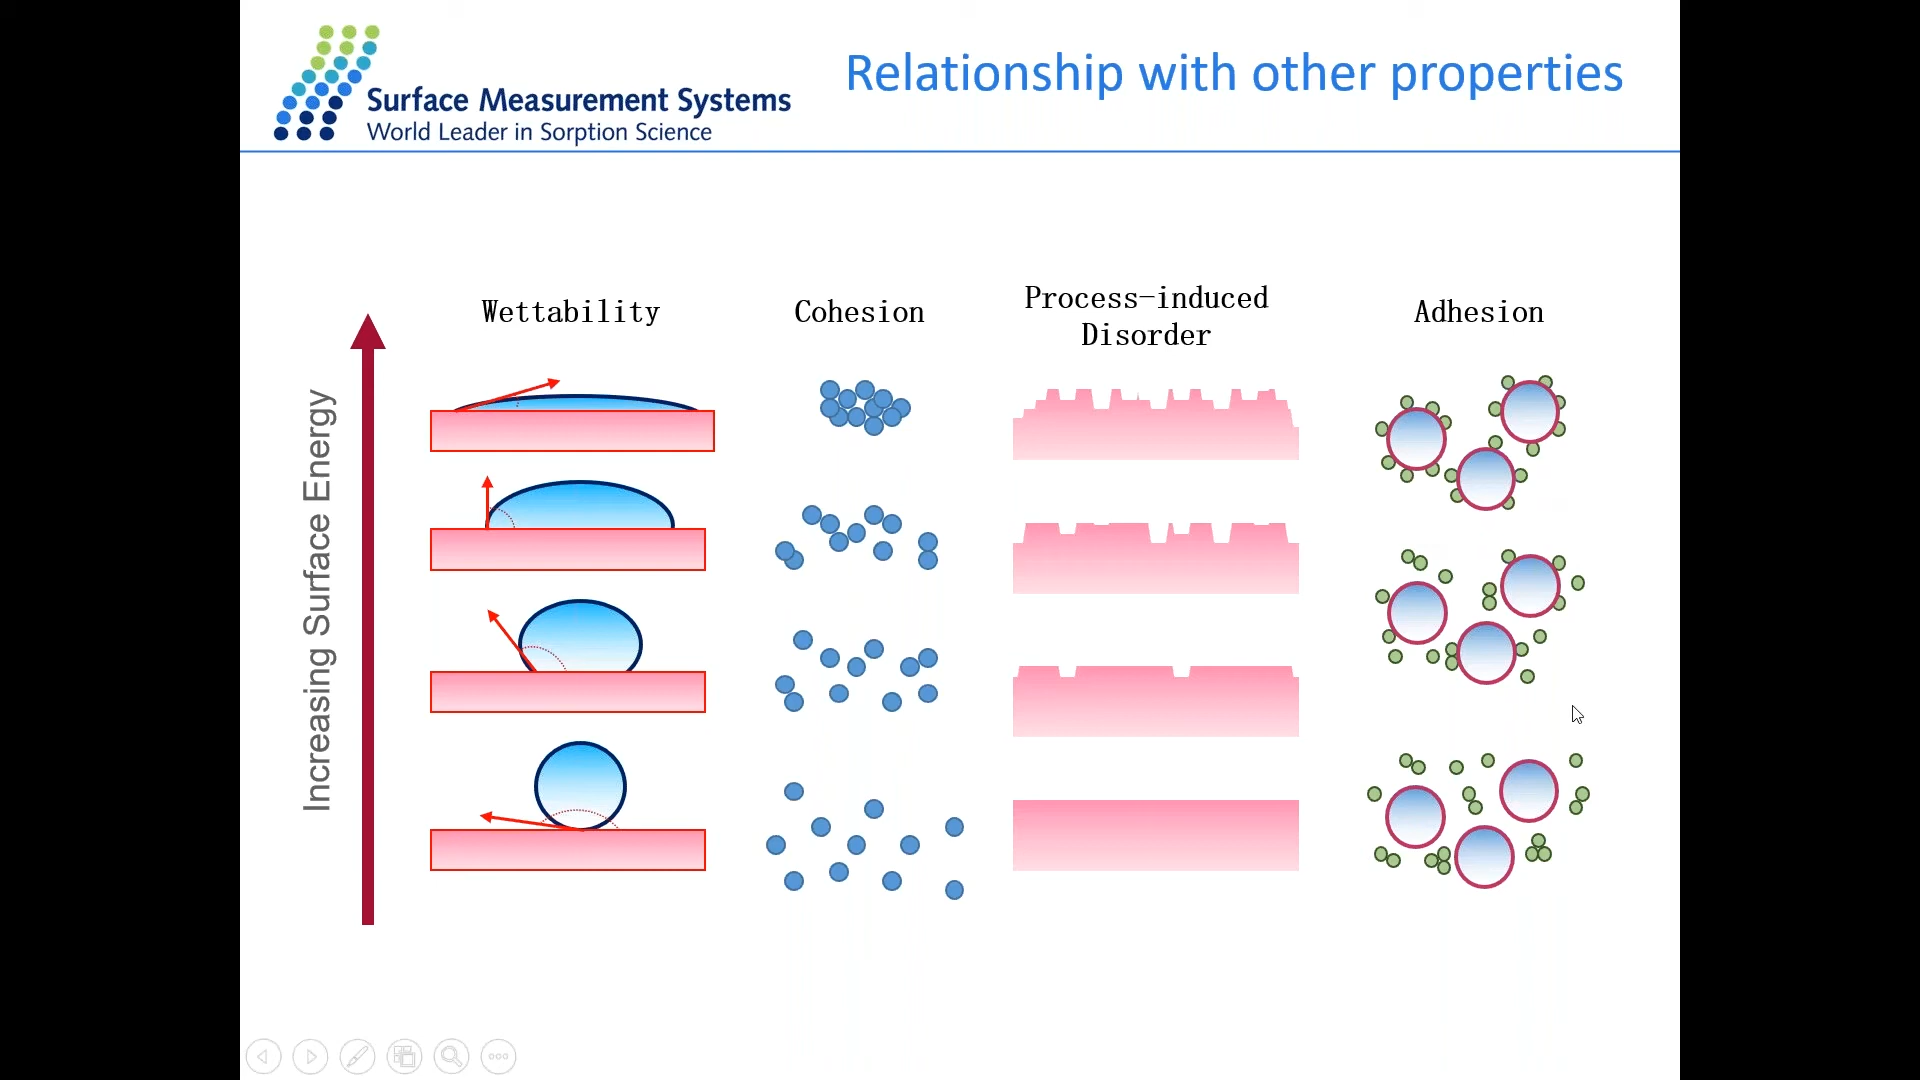 Surface Measurement Systems
World Leader in Sorption Science
Relationship with other properties
Wettability
Cohesion
Process-induced
Disorder
Adhesion
Increasing Surface Energy